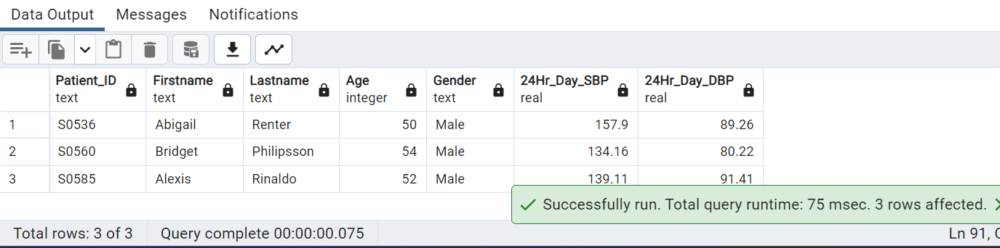 Data Output Messages Notifications
Patient_ID Firstname Lastname Age Gender 24Hr_Day_SBP 24Hr_Day_DBP
text text text integer text real real
1 S0536 Abigail Renter 50 Male 157.9 89.26
2 S0560 Bridget Philipsson 54 Male 134.16 80.22
3 S0585 Alexis Rinaldo 52 Male 139.11 91.41
Successfully run. Total query runtime: 75 msec. 3 rows affected.
Total rows: 3 of 3 Query complete 00:00:00.075 Ln 91,